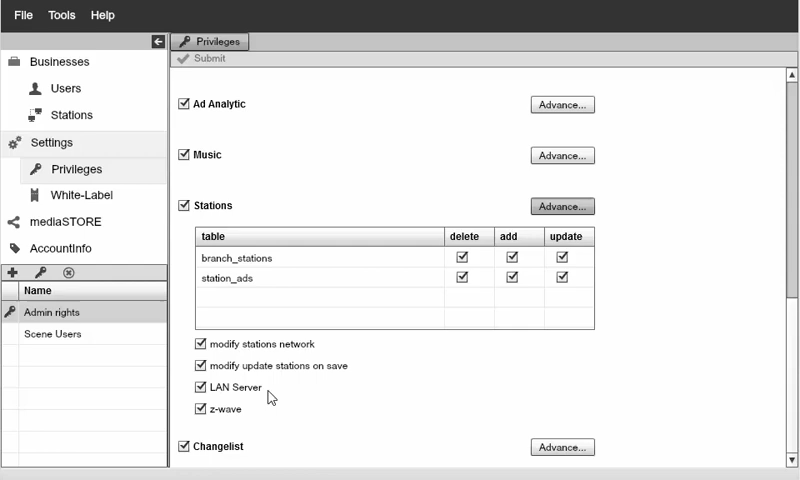 File Tools Help
Businesses
Users
Stations
Settings
Privileges
White-Label
mediaSTORE
AccountInfo
Name
Admin rights
Scene Users
Privileges
Submit
Ad Analytic Advance...
Music Advance...
Stations Advance...
table delete add update
branch_stations
station_ads
modify stations network
modify update stations on save
LAN Server
z-wave
Changelist Advance...